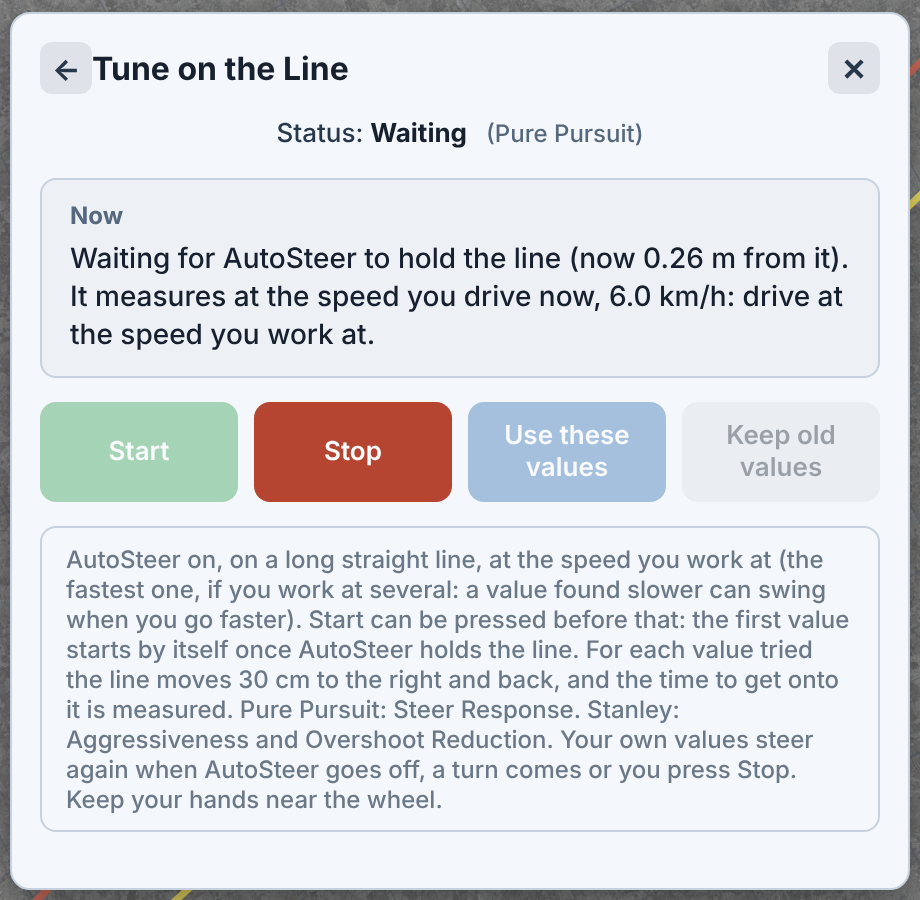 Tune on the Line
Status: Waiting (Pure Pursuit)
Now
Waiting for AutoSteer to hold the line (now 0.26 m from it).
It measures at the speed you drive now, 6.0 km/h: drive at
the speed you work at.
Start
Stop
Use these
values
Keep old
values
AutoSteer on, on a long straight line, at the speed you work at (the
fastest one, if you work at several: a value found slower can swing
when you go faster). Start can be pressed before that: the first value
starts by itself once AutoSteer holds the line. For each value tried
the line moves 30 cm to the right and back, and the time to get onto
it is measured. Pure Pursuit: Steer Response. Stanley:
Aggressiveness and Overshoot Reduction. Your own values steer
again when AutoSteer goes off, a turn comes or you press Stop.
Keep your hands near the wheel.